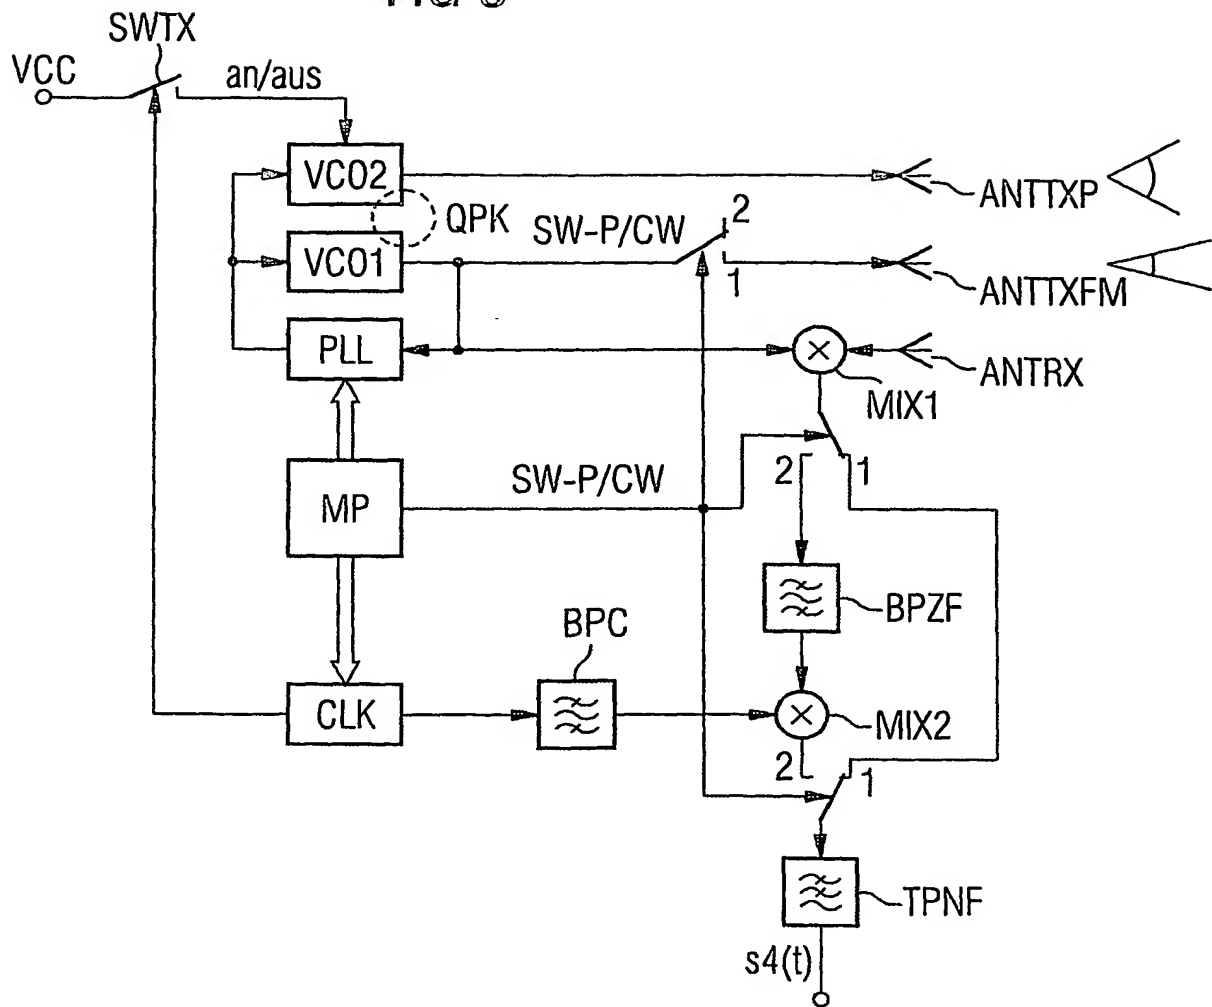 SWTX
VCC
an/aus
VCO2
ANTTXP
QPK
SW-P/CW
2
1
VCO1
ANTTXFM
PLL
ANTRX
MIX1
2
1
SW-P/CW
MP
BPZF
BPC
CLK
MIX2
2
1
TPNF
s4(t)